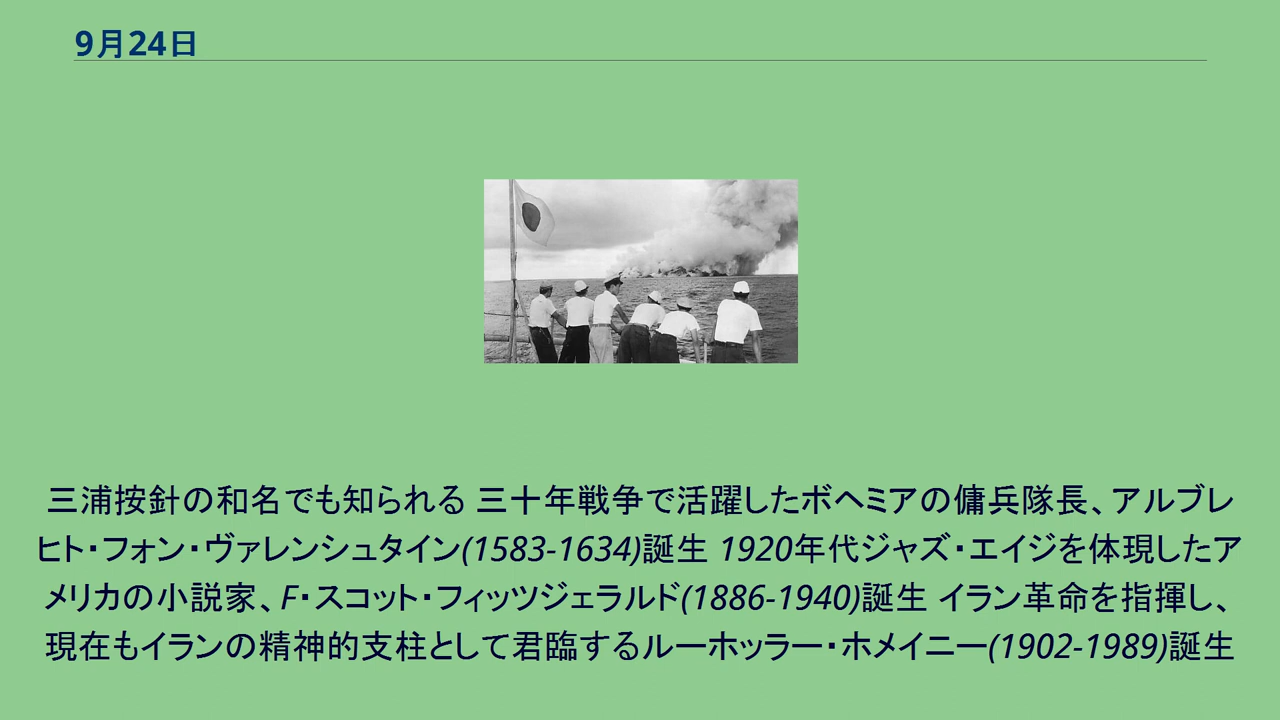 9月24日
三浦按針の和名でも知られる 三十年戦争で活躍したボヘミアの傭兵隊長、アルブレ
ヒト・フォン・ヴァレンシュタイン(1583-1634)誕生 1920年代ジャズ・エイジを体現したア
メリカの小説家、F・スコット・フィッツジェラルド(1886-1940)誕生 イラン革命を指揮し、
現在もイランの精神的支柱として君臨するルーホッラー・ホメイニー(1902-1989)誕生